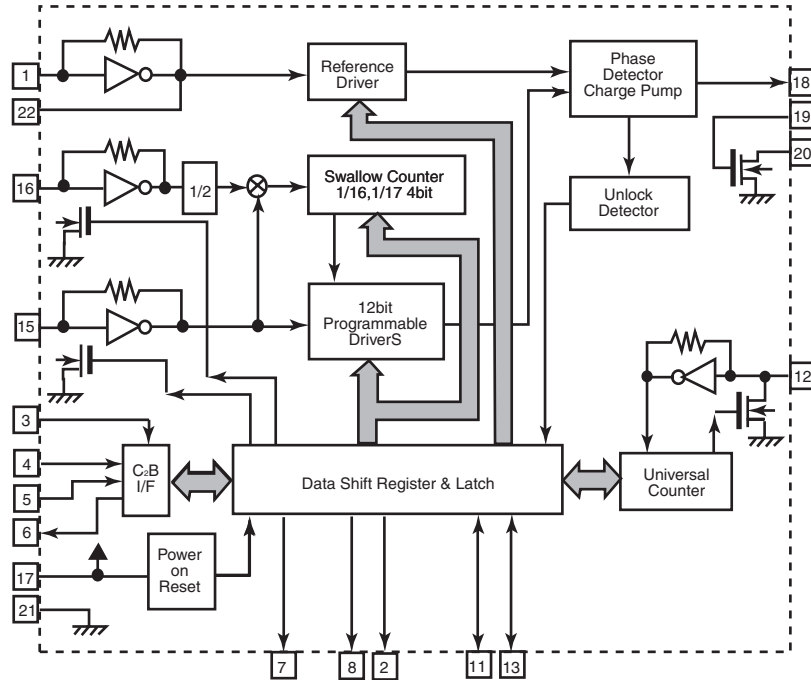 1
22
Reference
Driver
Phase
Detector
Charge Pump
18
19
20
16
1/2
Swallow Counter
1/16,1/17 4bit
Unlock
Detector
15
12bit
Programmable
DriverS
12
3
4
5
6
C2B
I/F
Data Shift Register & Latch
Universal
Counter
17
Power
on
Reset
21
7
8
2
11
13